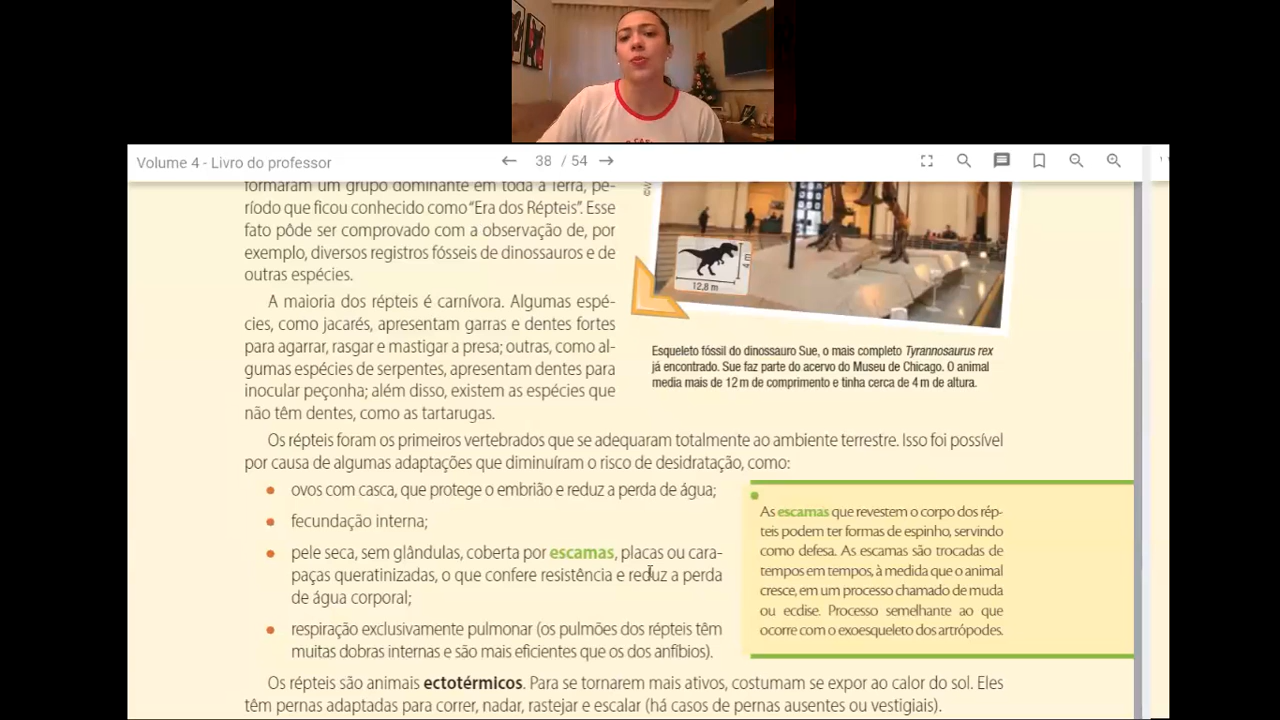 Volume 4 - Livro do professor
38 / 54
formaram um grupo dominante em toda a Terra, pe-
ríodo que ficou conhecido como “Era dos Répteis”. Esse
fato pôde ser comprovado com a observação de, por
exemplo, diversos registros fósseis de dinossauros e de
outras espécies.
A maioria dos répteis é carnívora. Algumas espé-
cies, como jacarés, apresentam garras e dentes fortes
para agarrar, rasgar e mastigar a presa; outras, como al-
gumas espécies de serpentes, apresentam dentes para
inocular peçonha; além disso, existem as espécies que
não têm dentes, como as tartarugas.
4 m
12,8 m
Esqueleto fóssil do dinossauro Sue, o mais completo Tyrannosaurus rex
já encontrado. Sue faz parte do acervo do Museu de Chicago. O animal
media mais de 12 m de comprimento e tinha cerca de 4 m de altura.
Os répteis foram os primeiros vertebrados que se adequaram totalmente ao ambiente terrestre. Isso foi possível
por causa de algumas adaptações que diminuíram o risco de desidratação, como:
• ovos com casca, que protege o embrião e reduz a perda de água;
• fecundação interna;
• pele seca, sem glândulas, coberta por escamas, placas ou cara-
paças queratinizadas, o que confere resistência e reduz a perda
de água corporal;
• respiração exclusivamente pulmonar (os pulmões dos répteis têm
muitas dobras internas e são mais eficientes que os dos anfíbios).
As escamas que revestem o corpo dos rép-
teis podem ter formas de espinho, servindo
como defesa. As escamas são trocadas de
tempos em tempos, à medida que o animal
cresce, em um processo chamado de muda
ou ecdise. Processo semelhante ao que
ocorre com o exoesqueleto dos artrópodes.
Os répteis são animais ectotérmicos. Para se tornarem mais ativos, costumam se expor ao calor do sol. Eles
têm pernas adaptadas para correr, nadar, rastejar e escalar (há casos de pernas ausentes ou vestigiais).